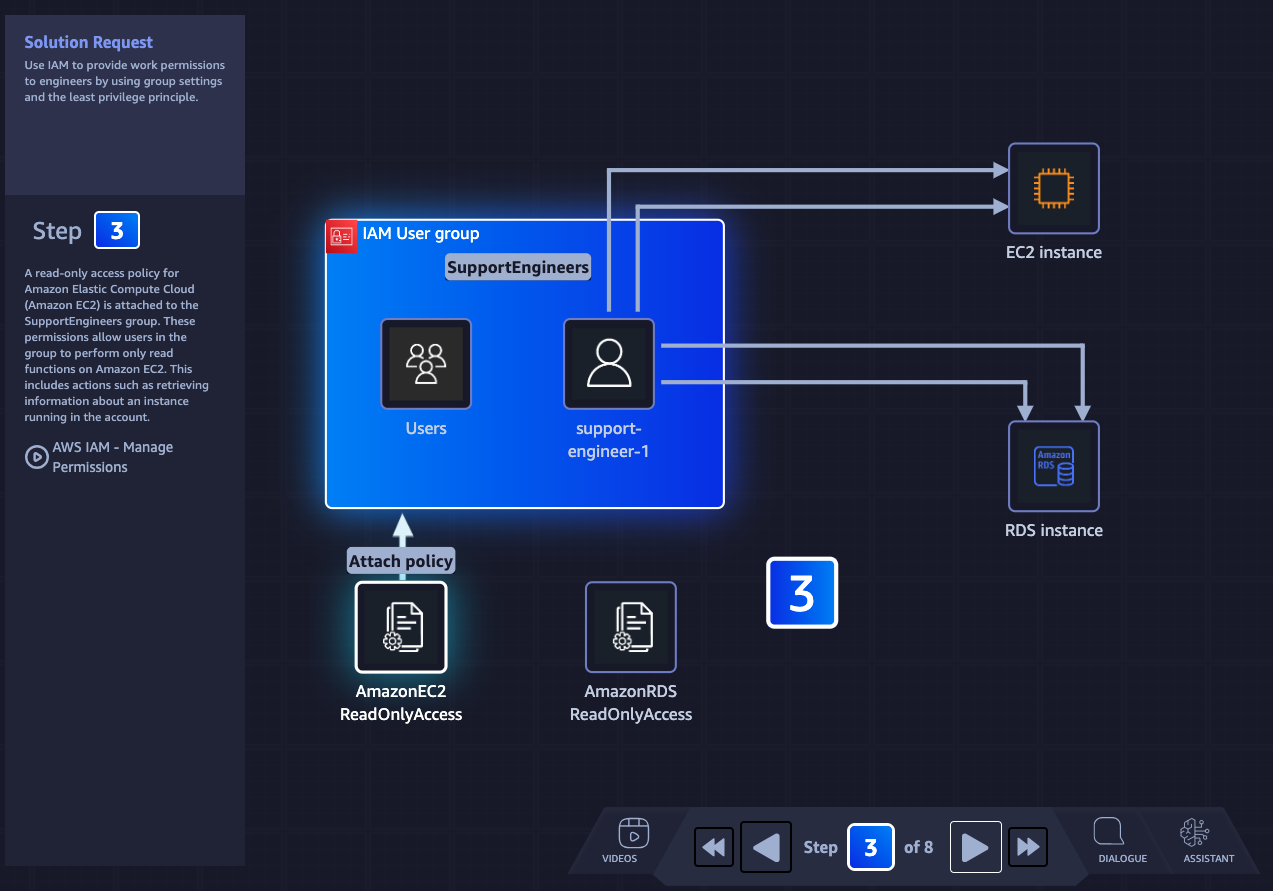 Solution Request
Use IAM to provide work permissions
to engineers by using group settings
and the least privilege principle.
Step 3
A read-only access policy for
Amazon Elastic Compute Cloud
(Amazon EC2) is attached to the
SupportEngineers group. These
permissions allow users in the
group to perform only read
functions on Amazon EC2. This
includes actions such as retrieving
information about an instance
running in the account.
AWS IAM - Manage
Permissions
IAM User group
SupportEngineers
Users
support-
engineer-1
EC2 instance
Amazon
RDS
RDS instance
Attach policy
AmazonEC2
ReadOnlyAccess
AmazonRDS
ReadOnlyAccess
3
VIDEOS
Step 3 of 8
DIALOGUE
ASSISTANT